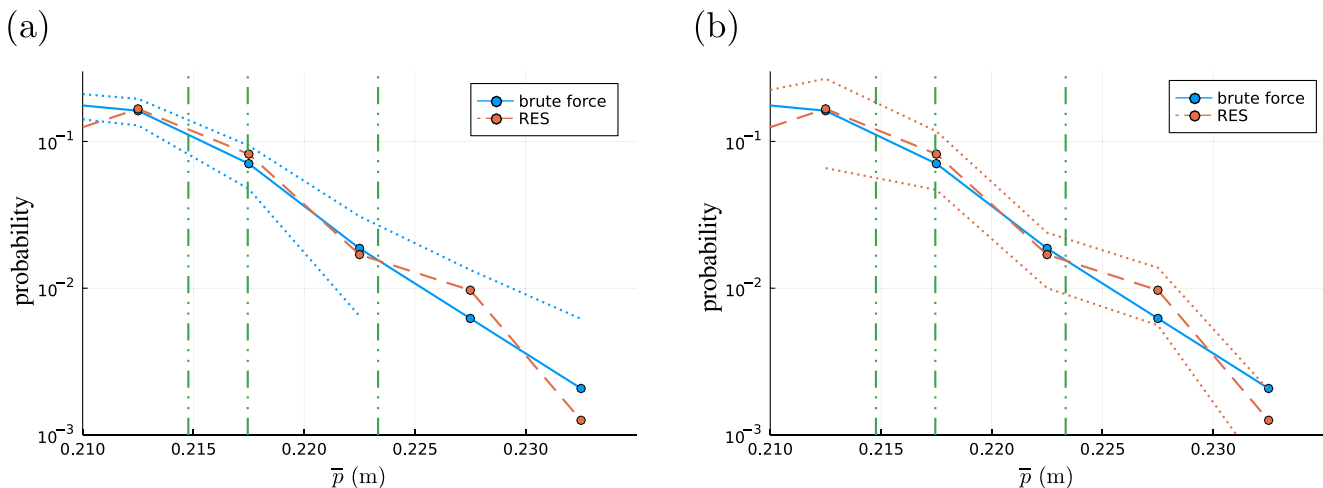 (a)
brute force
RES
10⁻¹
10⁻²
10⁻³
probability
0.210 0.215 0.220 0.225 0.230
p̅ (m)
(b)
brute force
RES
10⁻¹
10⁻²
10⁻³
probability
0.210 0.215 0.220 0.225 0.230
p̅ (m)